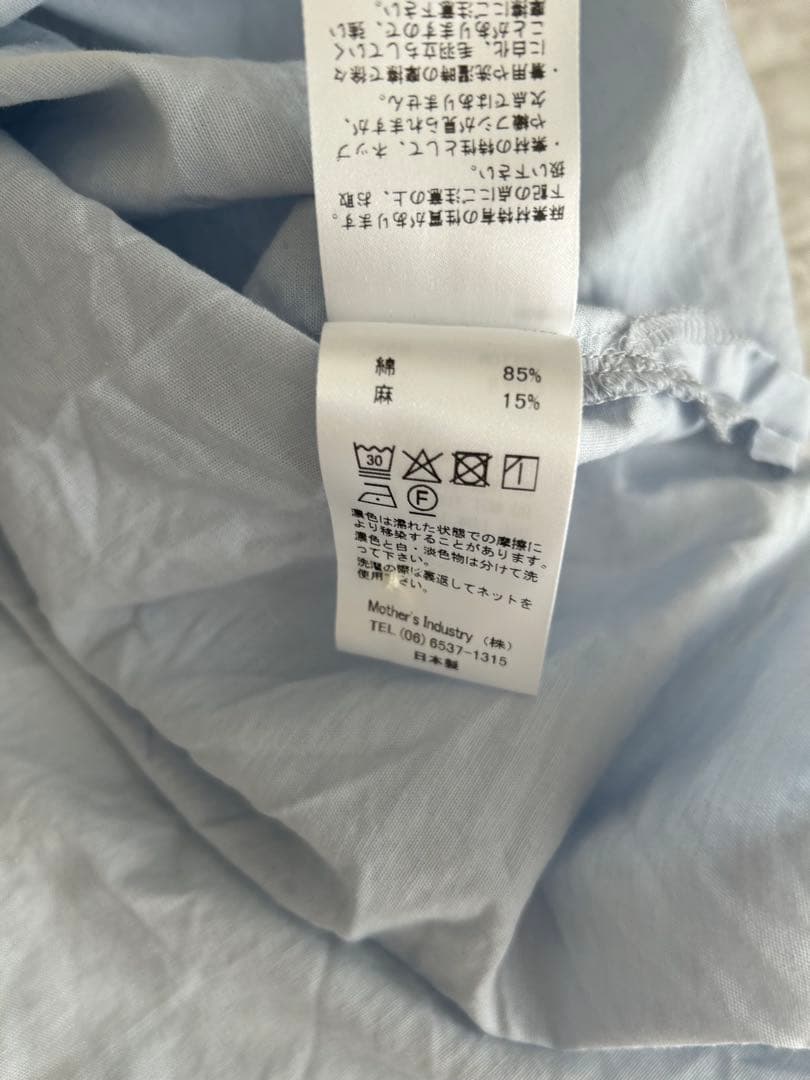 麻素材特有の性質があります。
下記の点にご注意の上、お取
扱い下さい。
・素材の特性として、ネップ
や織フシが見られますが、
欠点ではありません。
・着用や洗濯時の摩擦で徐々
に白化、毛羽立ちしていく
ことがありますので、強い
摩擦にご注意下さい。
綿 85%
麻 15%
30
F
濃色は濡れた状態での摩擦に
より移染することがあります。
濃色と白・淡色物は分けて洗
って下さい。
洗濯の際は裏返してネットを
使用下さい。
Mother's Industry (株)
TEL (06) 6537-1315
日本製